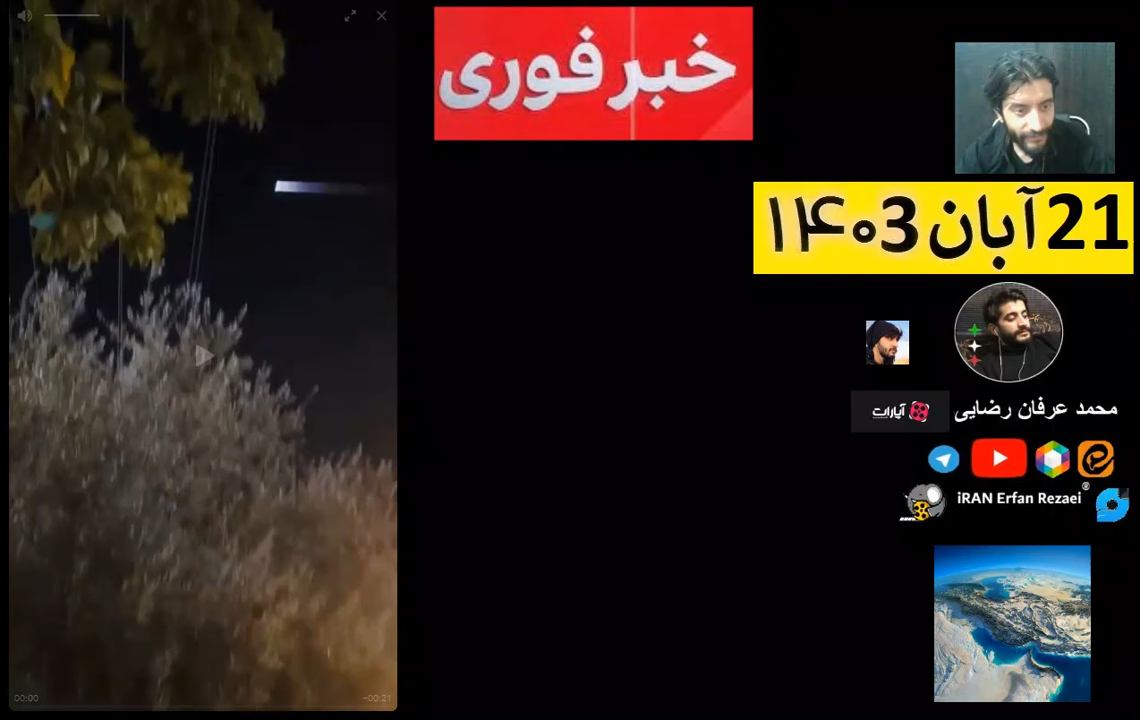 خبر فوری
21 آبان ۱۴۰3
محمد عرفان رضایی
آپارات
iRAN Erfan Rezaei®
00:00
-00:21